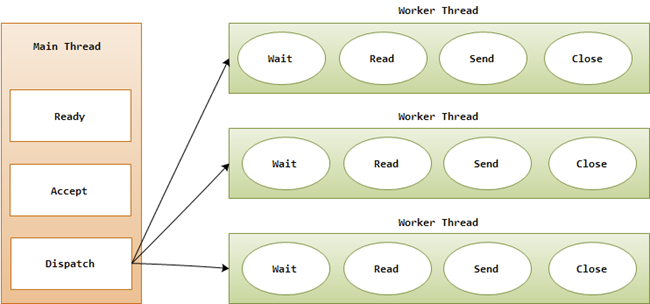 Main Thread
Ready
Accept
Dispatch
Worker Thread
Wait Read Send Close
Worker Thread
Wait Read Send Close
Worker Thread
Wait Read Send Close